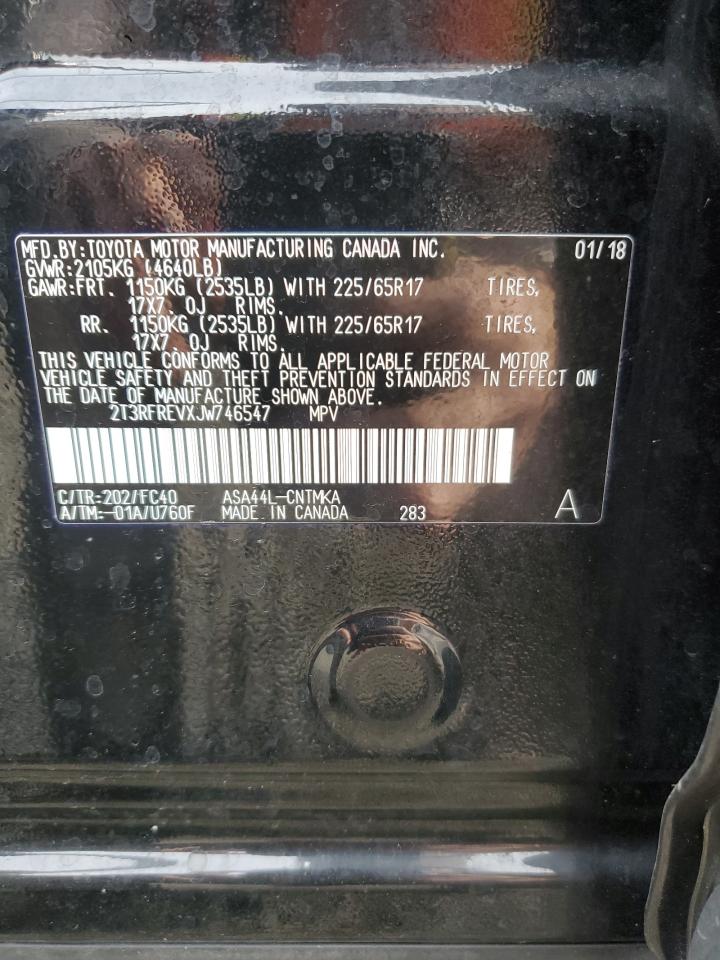 MFD.BY:TOYOTA MOTOR MANUFACTURING CANADA INC. 01/18
GVWR:2105KG (4640LB)
GAWR:FRT. 1150KG (2535LB) WITH 225/65R17 TIRES,
17X7. 0J RIMS.
RR. 1150KG (2535LB) WITH 225/65R17 TIRES,
17X7. 0J RIMS.
THIS VEHICLE CONFORMS TO ALL APPLICABLE FEDERAL MOTOR
VEHICLE SAFETY AND THEFT PREVENTION STANDARDS IN EFFECT ON
THE DATE OF MANUFACTURE SHOWN ABOVE.
2T3RFREVXJW746547 MPV
C/TR:202/FC40 ASA44L-CNTMKA
A/TM:-01A/U760F MADE IN CANADA 283 A